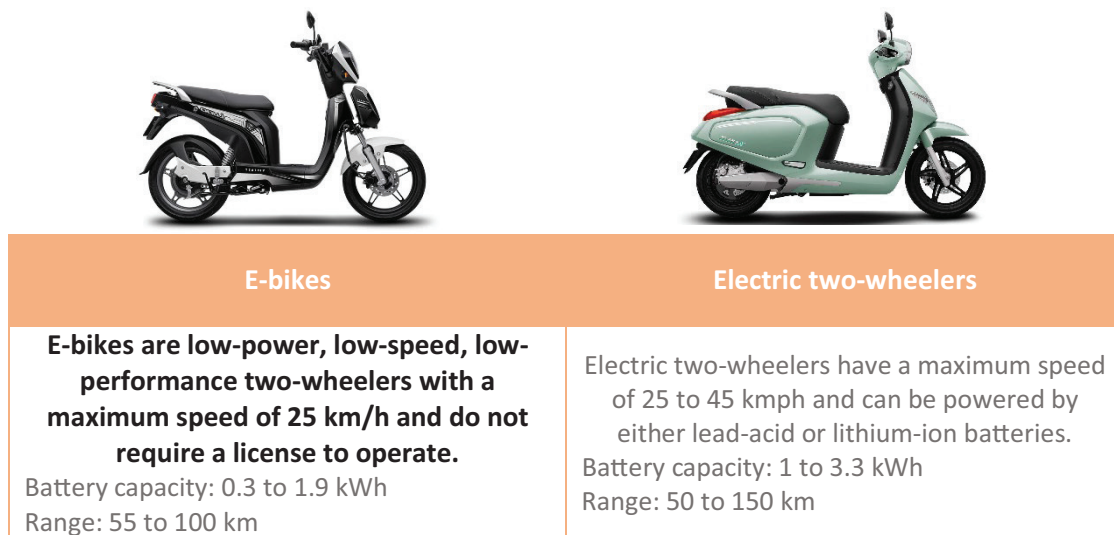 E-bikes
Electric two-wheelers
E-bikes are low-power, low-speed, low-
performance two-wheelers with a
maximum speed of 25 km/h and do not
require a license to operate.
Battery capacity: 0.3 to 1.9 kWh
Range: 55 to 100 km
Electric two-wheelers have a maximum speed
of 25 to 45 kmph and can be powered by
either lead-acid or lithium-ion batteries.
Battery capacity: 1 to 3.3 kWh
Range: 50 to 150 km